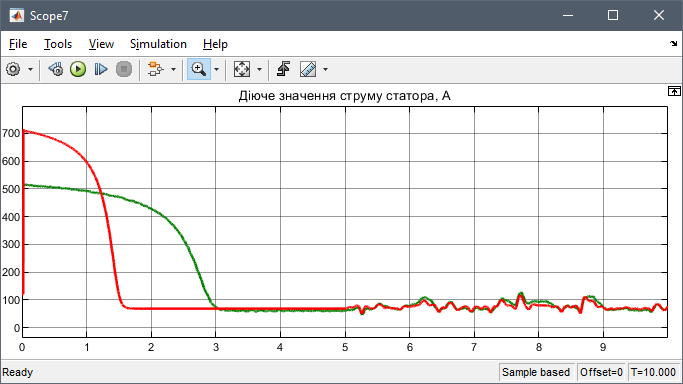 Scope7
File Tools View Simulation Help
Діюче значення струму статора, А
700
600
500
400
300
200
100
0
0 1 2 3 4 5 6 7 8 9
Ready Sample based Offset=0 T=10.000